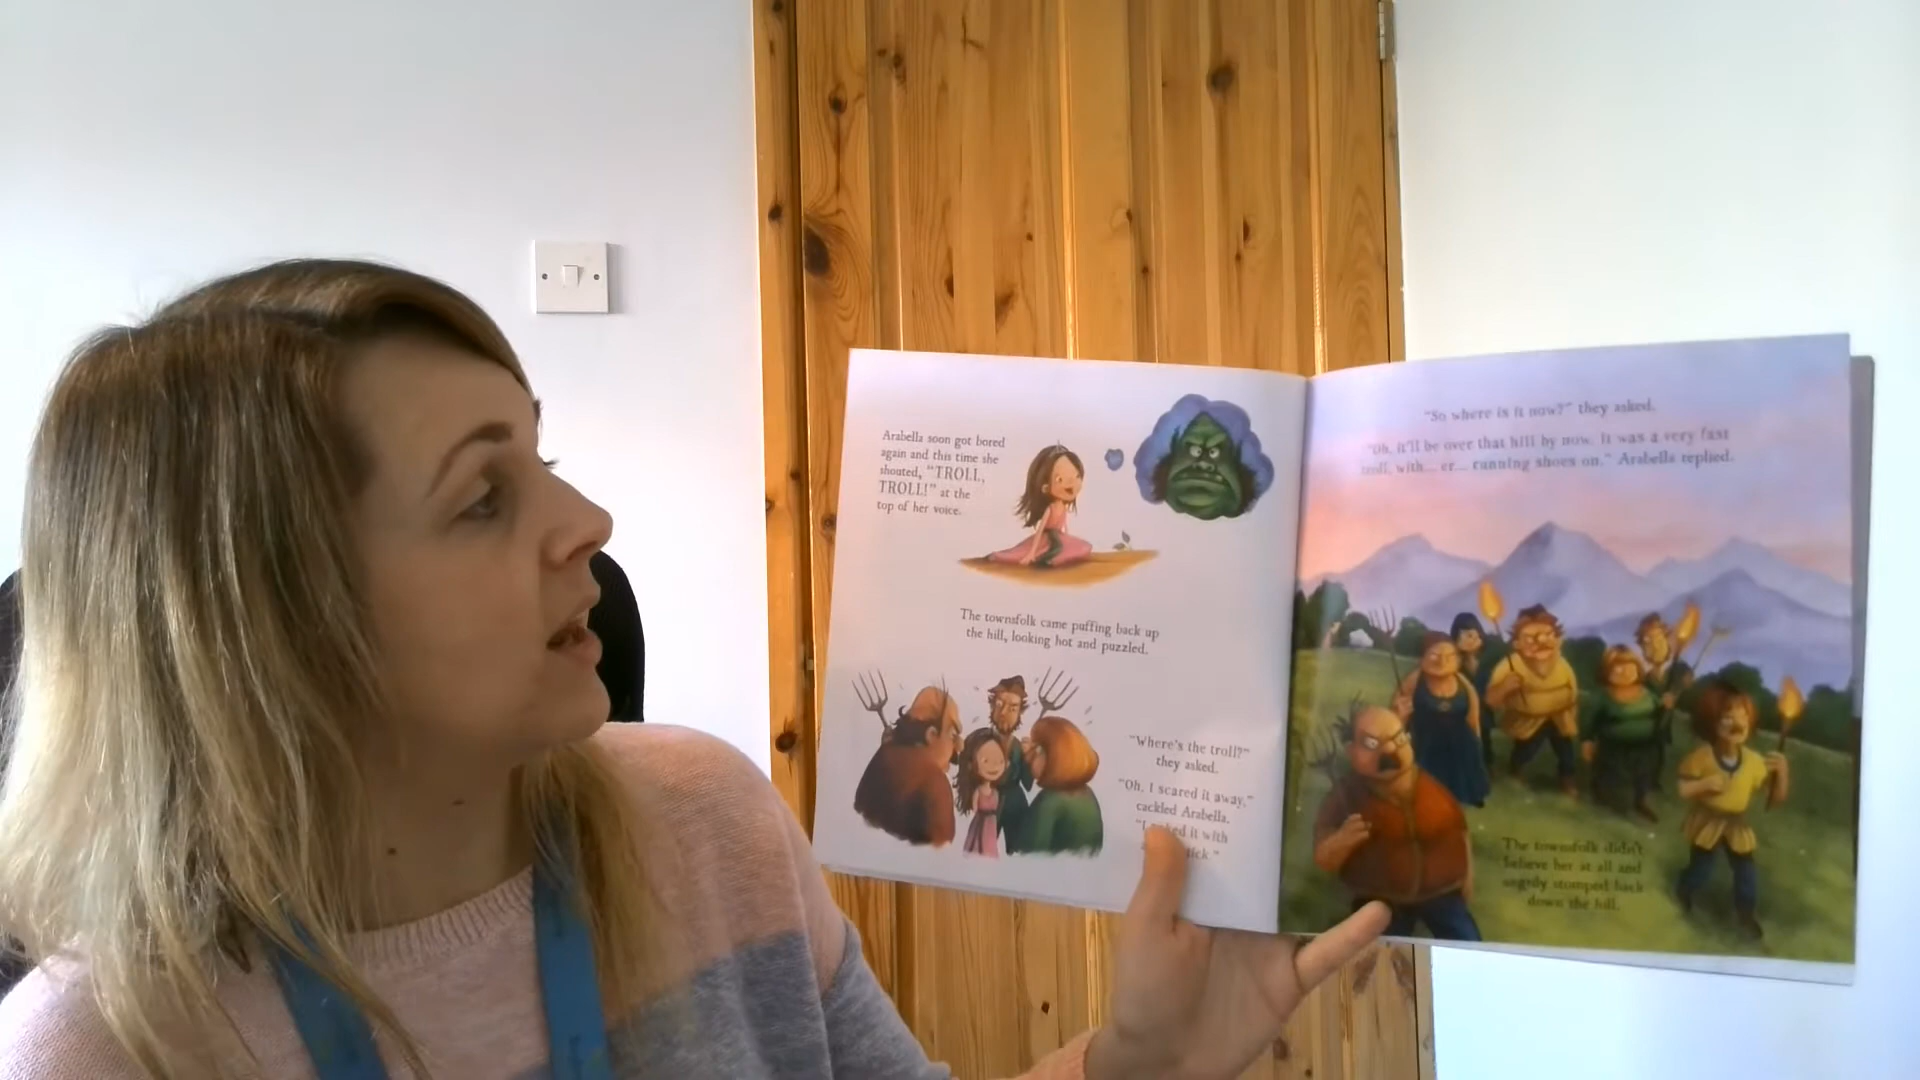 Arabella soon got bored
again and this time she
shouted, "TROLL,
TROLL!" at the
top of her voice.
The townsfolk came puffing back up
the hill, looking hot and puzzled.
"Where's the troll?"
they asked.
"Oh, I scared it away,"
cackled Arabella.
"I ked it with
a tick."
"So where is it now?" they asked.
"Oh, it'll be over that hill by now. It was a very fast
troll, with... er... running shoes on." Arabella replied.
The townsfolk didn't
believe her at all and
angrily stomped back
down the hill.